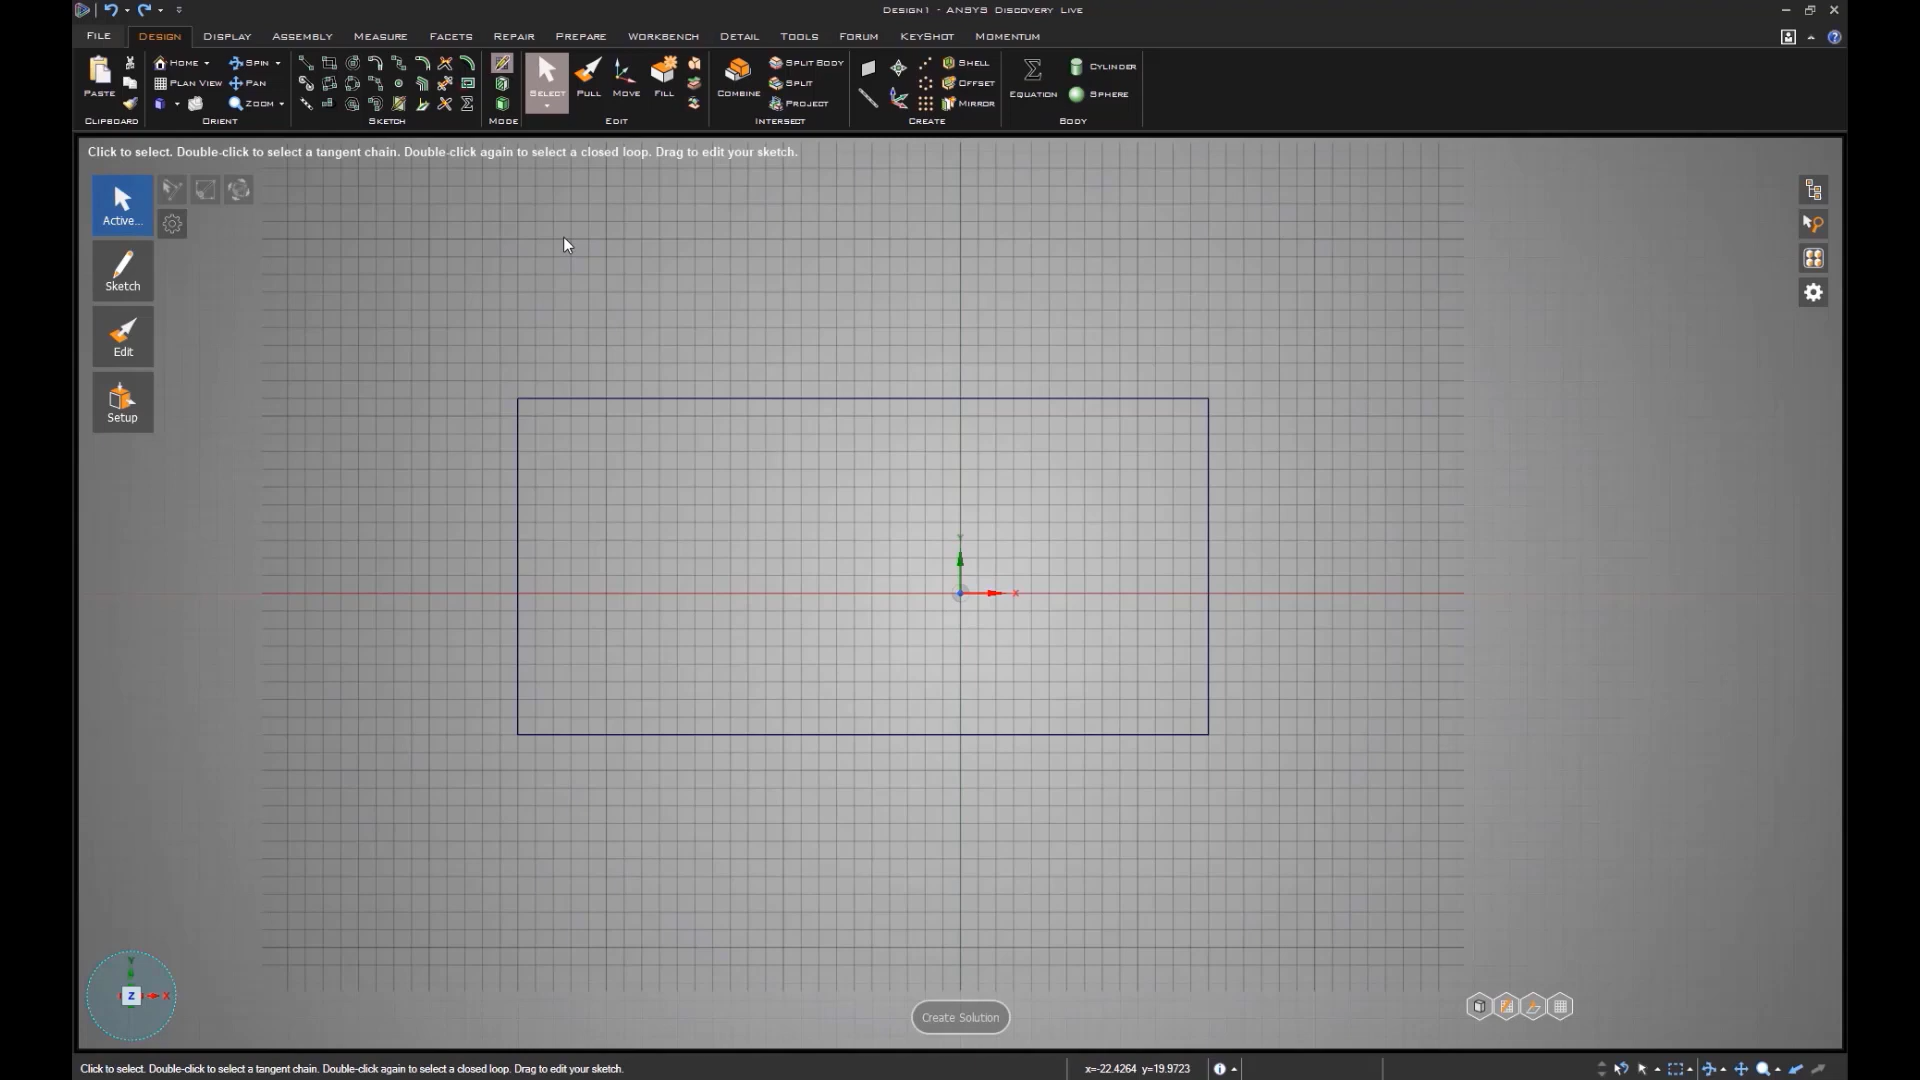 Design1 - ANSYS Discovery Live
FILE DESIGN DISPLAY ASSEMBLY MEASURE FACETS REPAIR PREPARE WORKBENCH DETAIL TOOLS FORUM KEYSHOT MOMENTUM
HOME SPIN SPLIT BODY SHELL CYLINDER
PLAN VIEW PAN SPLIT OFFSET
PASTE SELECT PULL MOVE FILL COMBINE EQUATION SPHERE
ZOOM PROJECT MIRROR
CLIPBOARD ORIENT SKETCH MODE EDIT INTERSECT CREATE BODY
Click to select. Double-click to select a tangent chain. Double-click again to select a closed loop. Drag to edit your sketch.
Active...
Sketch
Edit
Setup
Y
X
Y
Z X
Create Solution
Click to select. Double-click to select a tangent chain. Double-click again to select a closed loop. Drag to edit your sketch.
x=-22.4264 y=19.9723